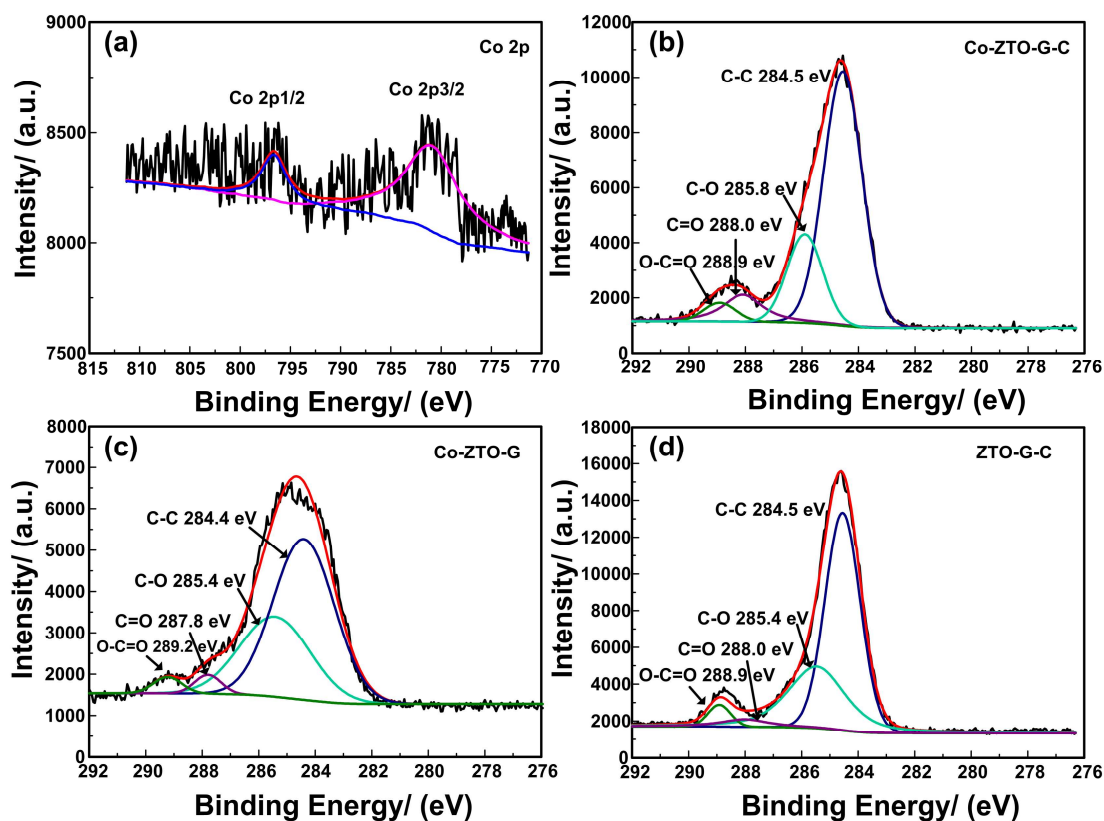 (a)
Co 2p
Co 2p1/2
Co 2p3/2
9000
8500
8000
7500
815 810 805 800 795 790 785 780 775 770
Intensity/ (a.u.)
Binding Energy/ (eV)
(b)
Co-ZTO-G-C
C-C 284.5 eV
C-O 285.8 eV
C=O 288.0 eV
O-C=O 288.9 eV
12000
10000
8000
6000
4000
2000
0
292 290 288 286 284 282 280 278 276
Intensity/ (a.u.)
Binding Energy/ (eV)
(c)
Co-ZTO-G
C-C 284.4 eV
C-O 285.4 eV
C=O 287.8 eV
O-C=O 289.2 eV
8000
7000
6000
5000
4000
3000
2000
1000
0
292 290 288 286 284 282 280 278 276
Intensity/ (a.u.)
Binding Energy/ (eV)
(d)
ZTO-G-C
C-C 284.5 eV
C-O 285.4 eV
C=O 288.0 eV
O-C=O 288.9 eV
18000
16000
14000
12000
10000
8000
6000
4000
2000
0
292 290 288 286 284 282 280 278 276
Intensity/ (a.u.)
Binding Energy/ (eV)